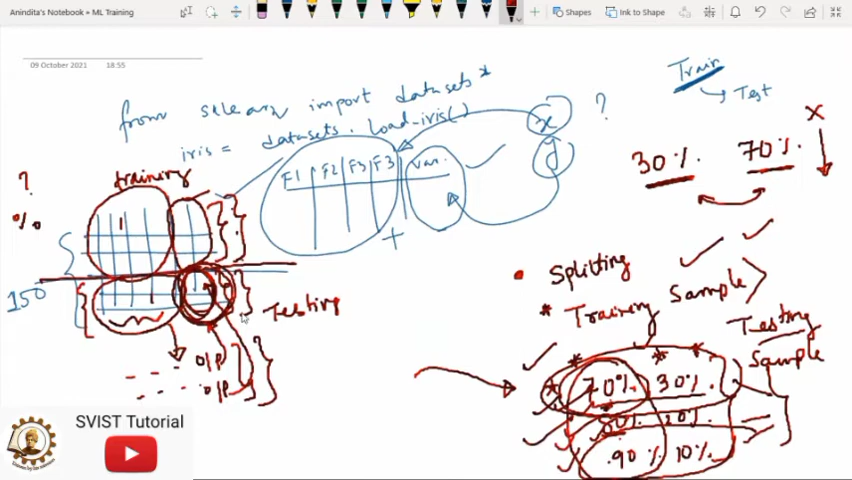 Anindita's Notebook » ML Training
Shapes
Ink to Shape
09 October 2021 18:55
from sklearn import datasets *
iris = datasets. load_iris()
x
y
?
Train
Test
30% 70%
X
F1 F2 F3 F3 Var.
+
?
%
training
150
Testing
O/P
O/P
Splitting
* Training Sample
Testing Sample
* * *
70% 30%.
80% 20%
90% 10%
SVIST Tutorial